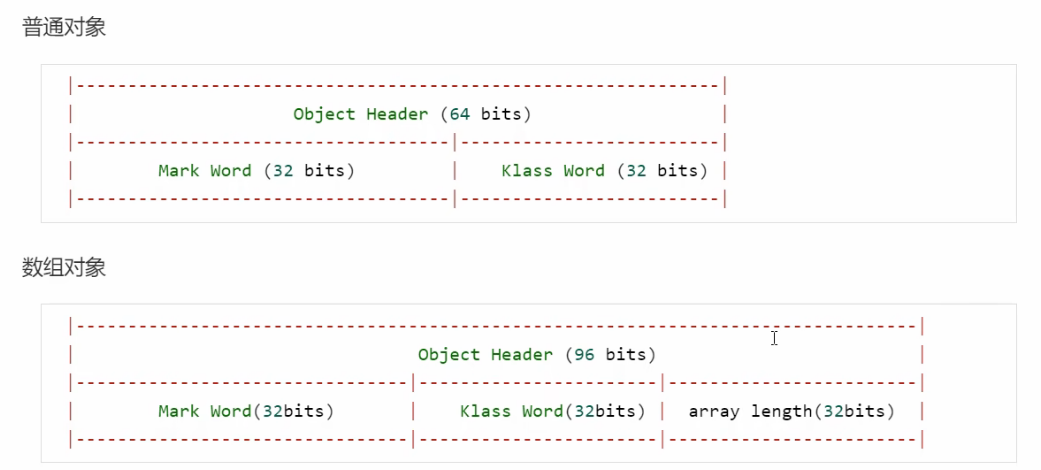 普通对象
|--------------------------------------------------------------|
|                     Object Header (64 bits)                  |
|------------------------------------|-------------------------|
|        Mark Word (32 bits)         |    Klass Word (32 bits) |
|------------------------------------|-------------------------|
数组对象
|---------------------------------------------------------------------------------|
|                                 Object Header (96 bits)                         |
|--------------------------------|-----------------------|------------------------|
|        Mark Word(32bits)       |    Klass Word(32bits) |  array length(32bits)  |
|--------------------------------|-----------------------|------------------------|